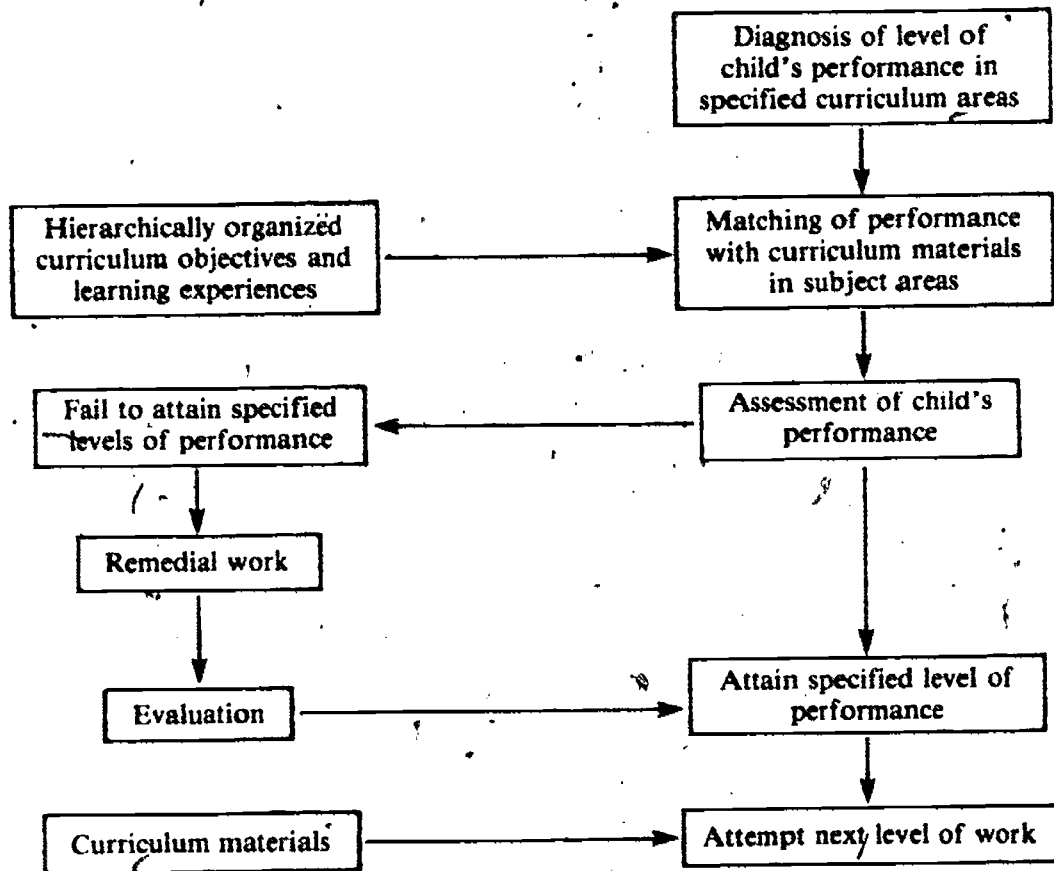 Diagnosis of level of
child's performance in
specified curriculum areas
Hierarchically organized
curriculum objectives and
learning experiences
Matching of performance
with curriculum materials
in subject areas
Fail to attain specified
levels of performance
Assessment of child's
performance
Remedial work
Evaluation
Attain specified level of
performance
Curriculum materials
Attempt next level of work